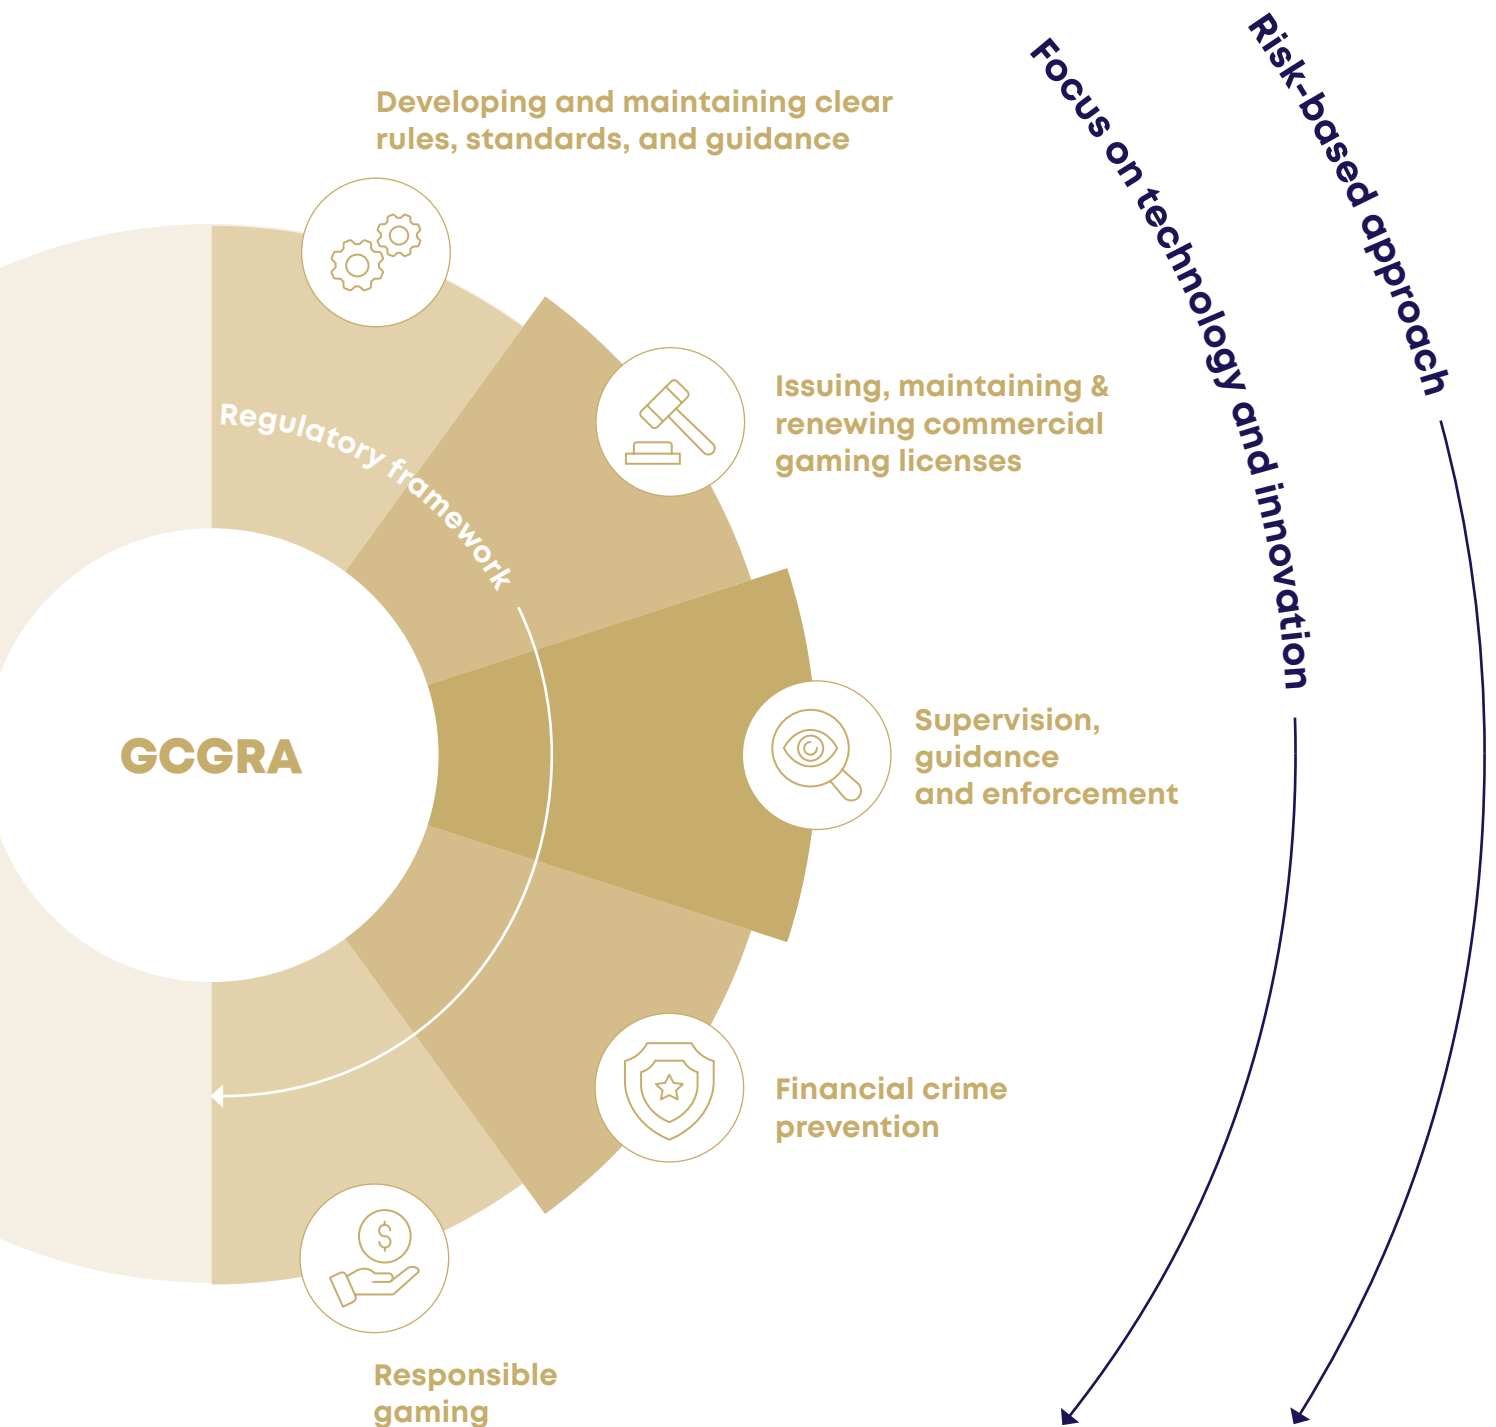 Developing and maintaining clear
rules, standards, and guidance
Focus on technology and innovation
Risk-based approach
Regulatory framework
Issuing, maintaining &
renewing commercial
gaming licenses
GCGRA
Supervision,
guidance
and enforcement
Financial crime
prevention
$
Responsible
gaming